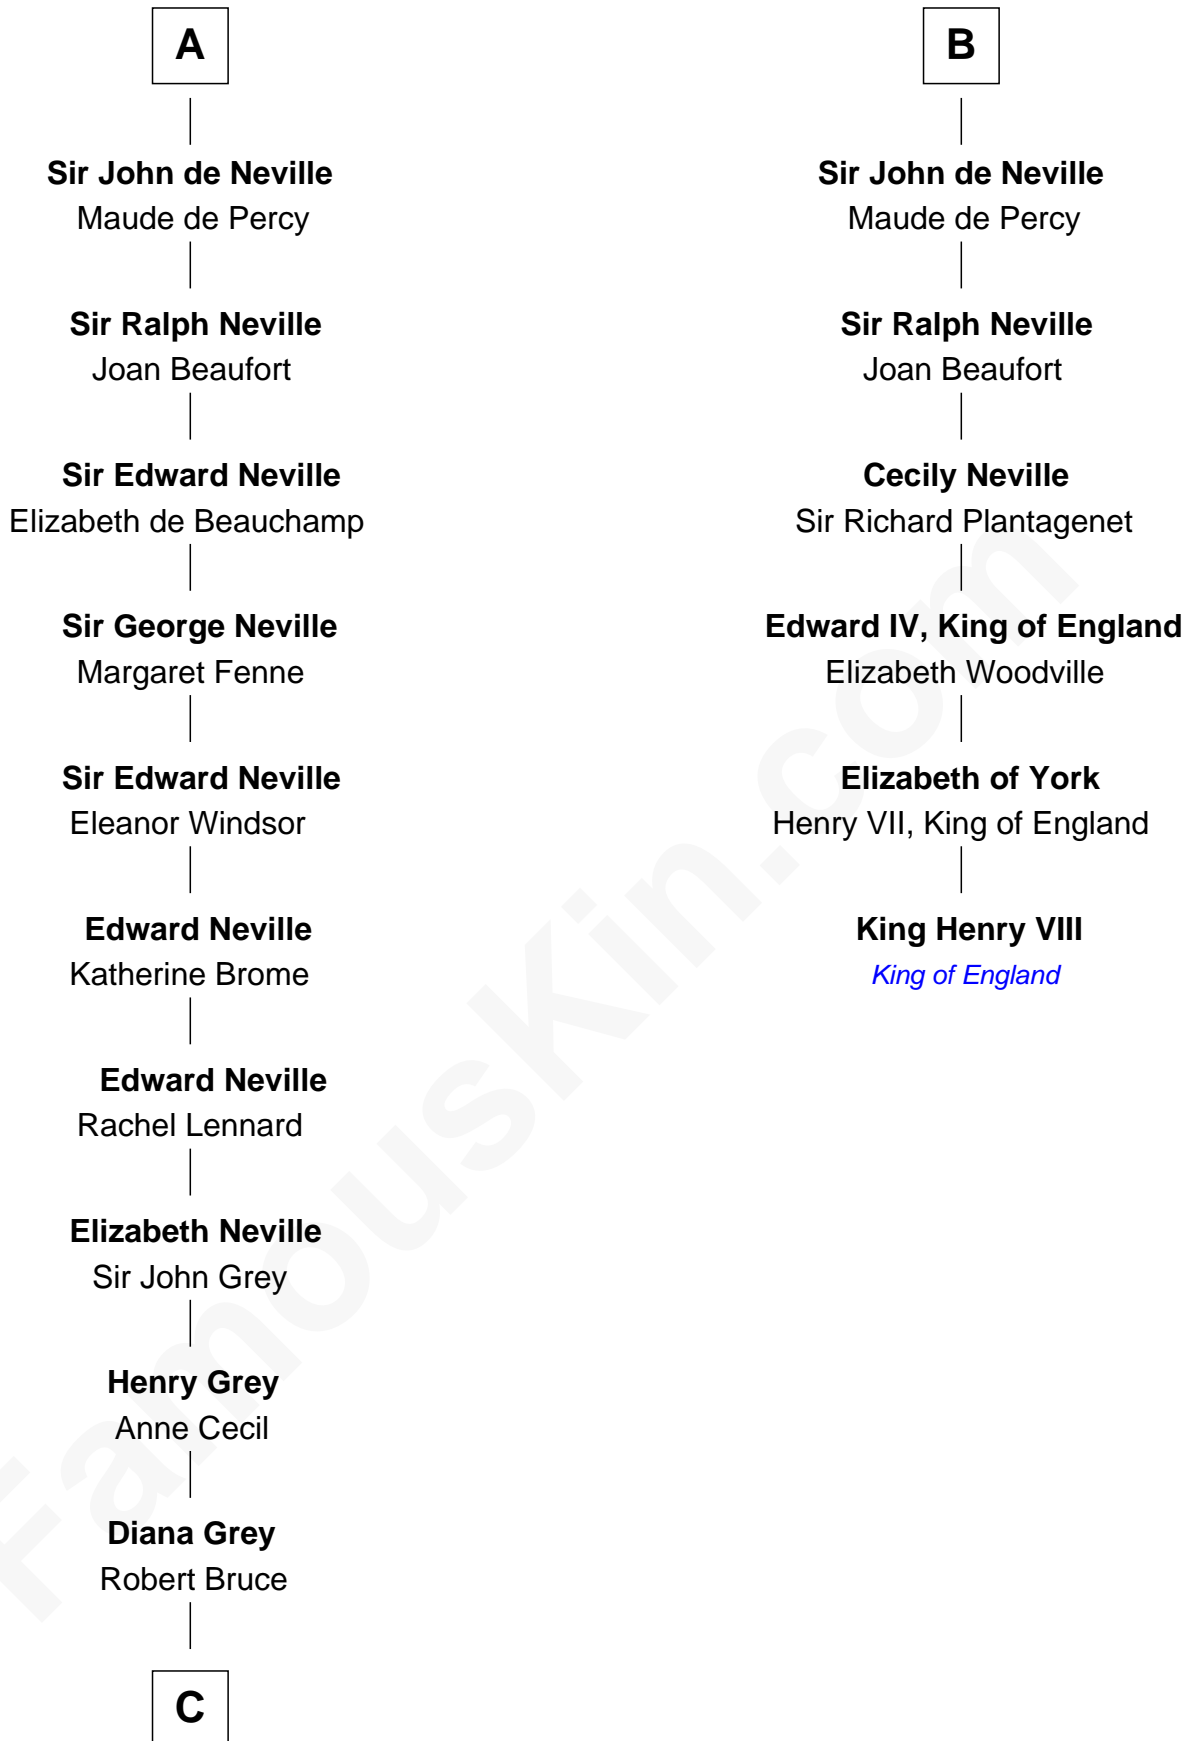 A
Sir John de Neville
Maude de Percy
Sir Ralph Neville
Joan Beaufort
Sir Edward Neville
Elizabeth de Beauchamp
Sir George Neville
Margaret Fenne
Sir Edward Neville
Eleanor Windsor
Edward Neville
Katherine Brome
Edward Neville
Rachel Lennard
Elizabeth Neville
Sir John Grey
Henry Grey
Anne Cecil
Diana Grey
Robert Bruce
C
B
Sir John de Neville
Maude de Percy
Sir Ralph Neville
Joan Beaufort
Cecily Neville
Sir Richard Plantagenet
Edward IV, King of England
Elizabeth Woodville
Elizabeth of York
Henry VII, King of England
King Henry VIII
King of England
FamousKin.com